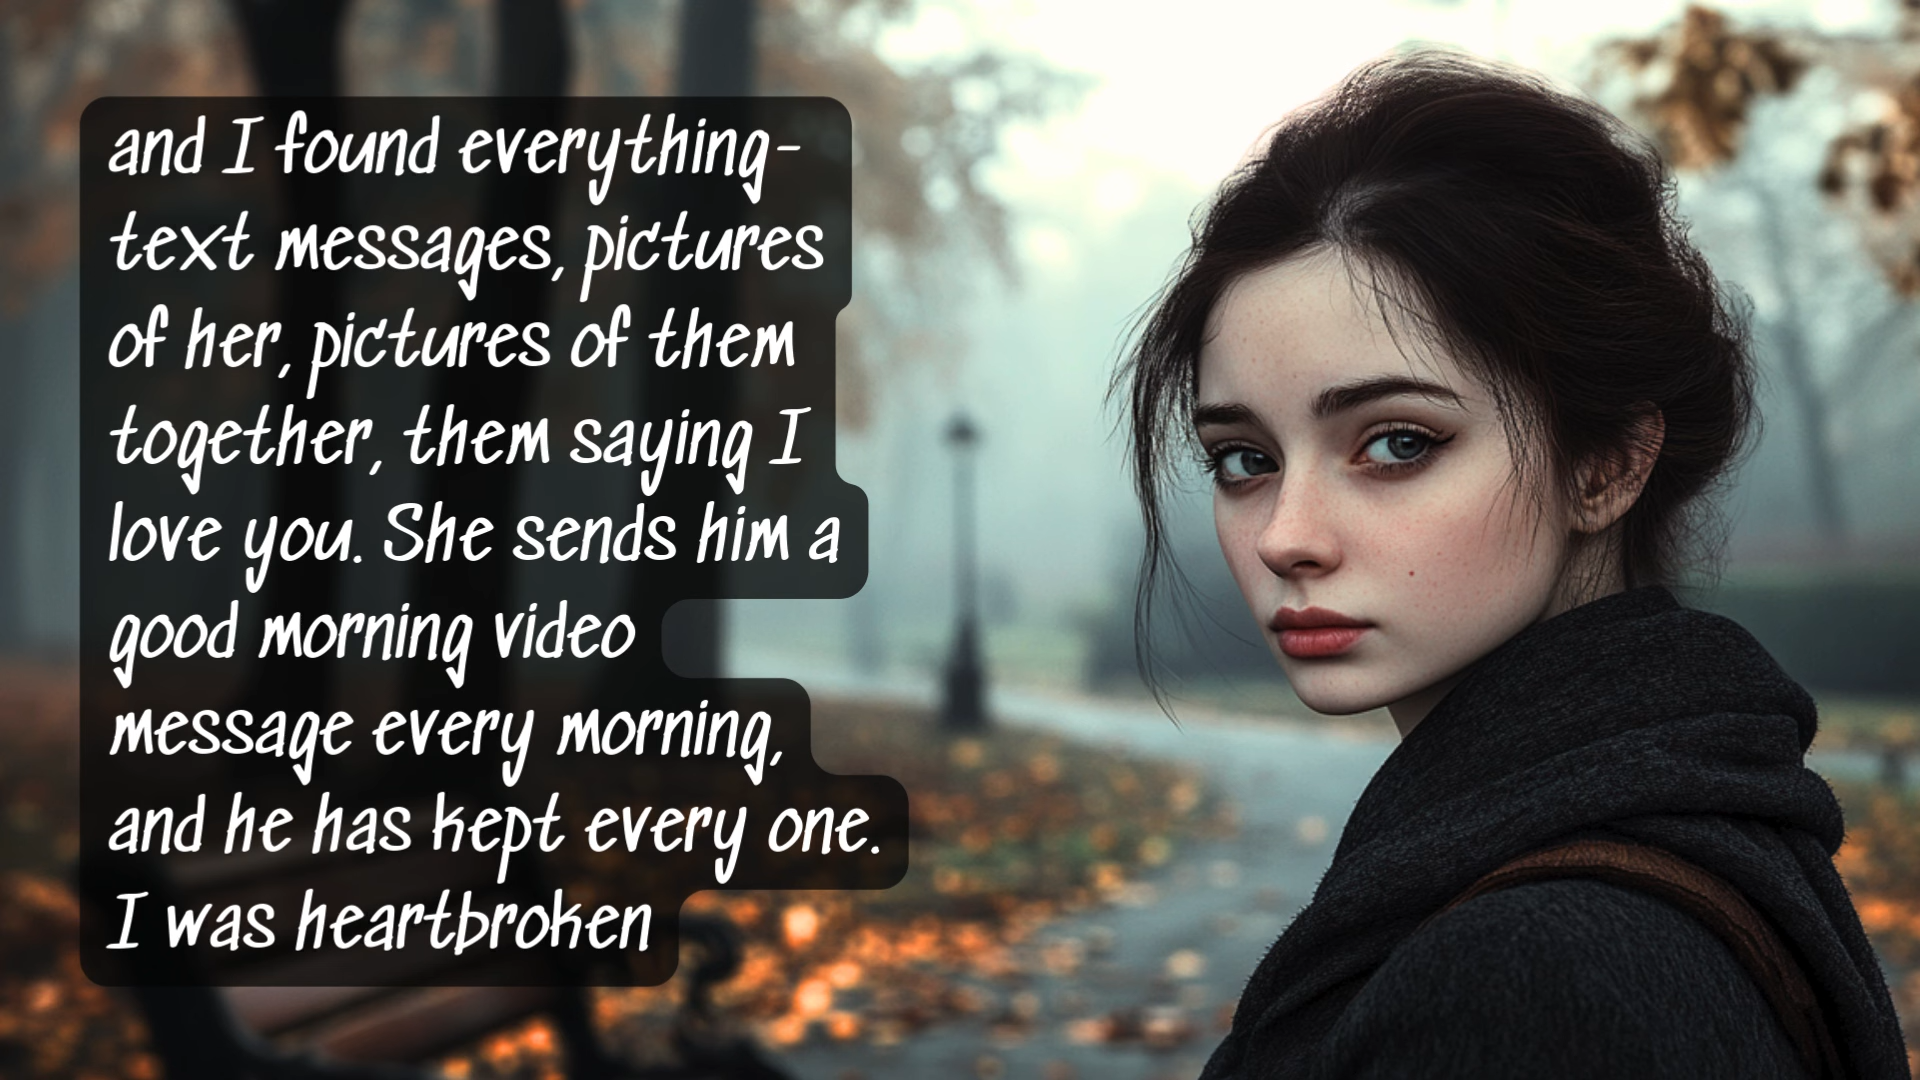 and I found everything-
text messages, pictures
of her, pictures of them
together, them saying I
love you. She sends him a
good morning video
message every morning,
and he has kept every one.
I was heartbroken